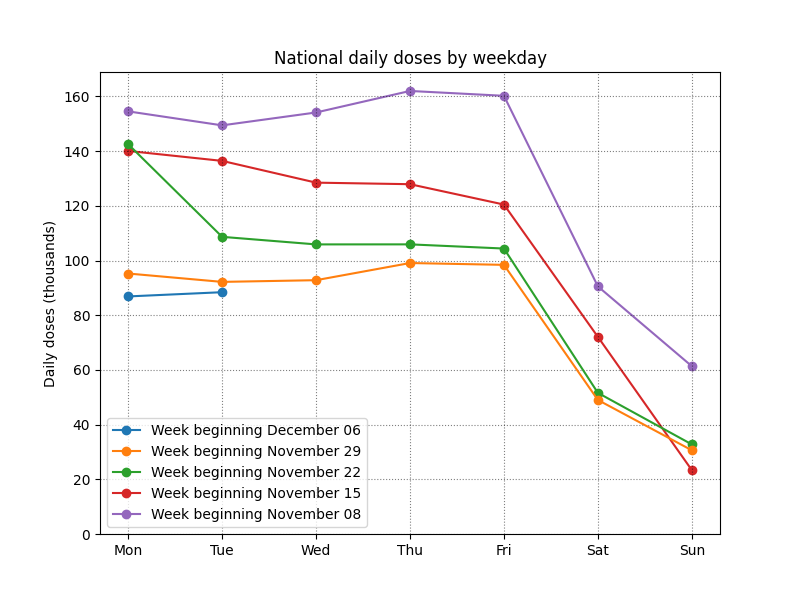 National daily doses by weekday
Daily doses (thousands)
160
140
120
100
80
60
40
20
0
Week beginning December 06
Week beginning November 29
Week beginning November 22
Week beginning November 15
Week beginning November 08
Mon Tue Wed Thu Fri Sat Sun